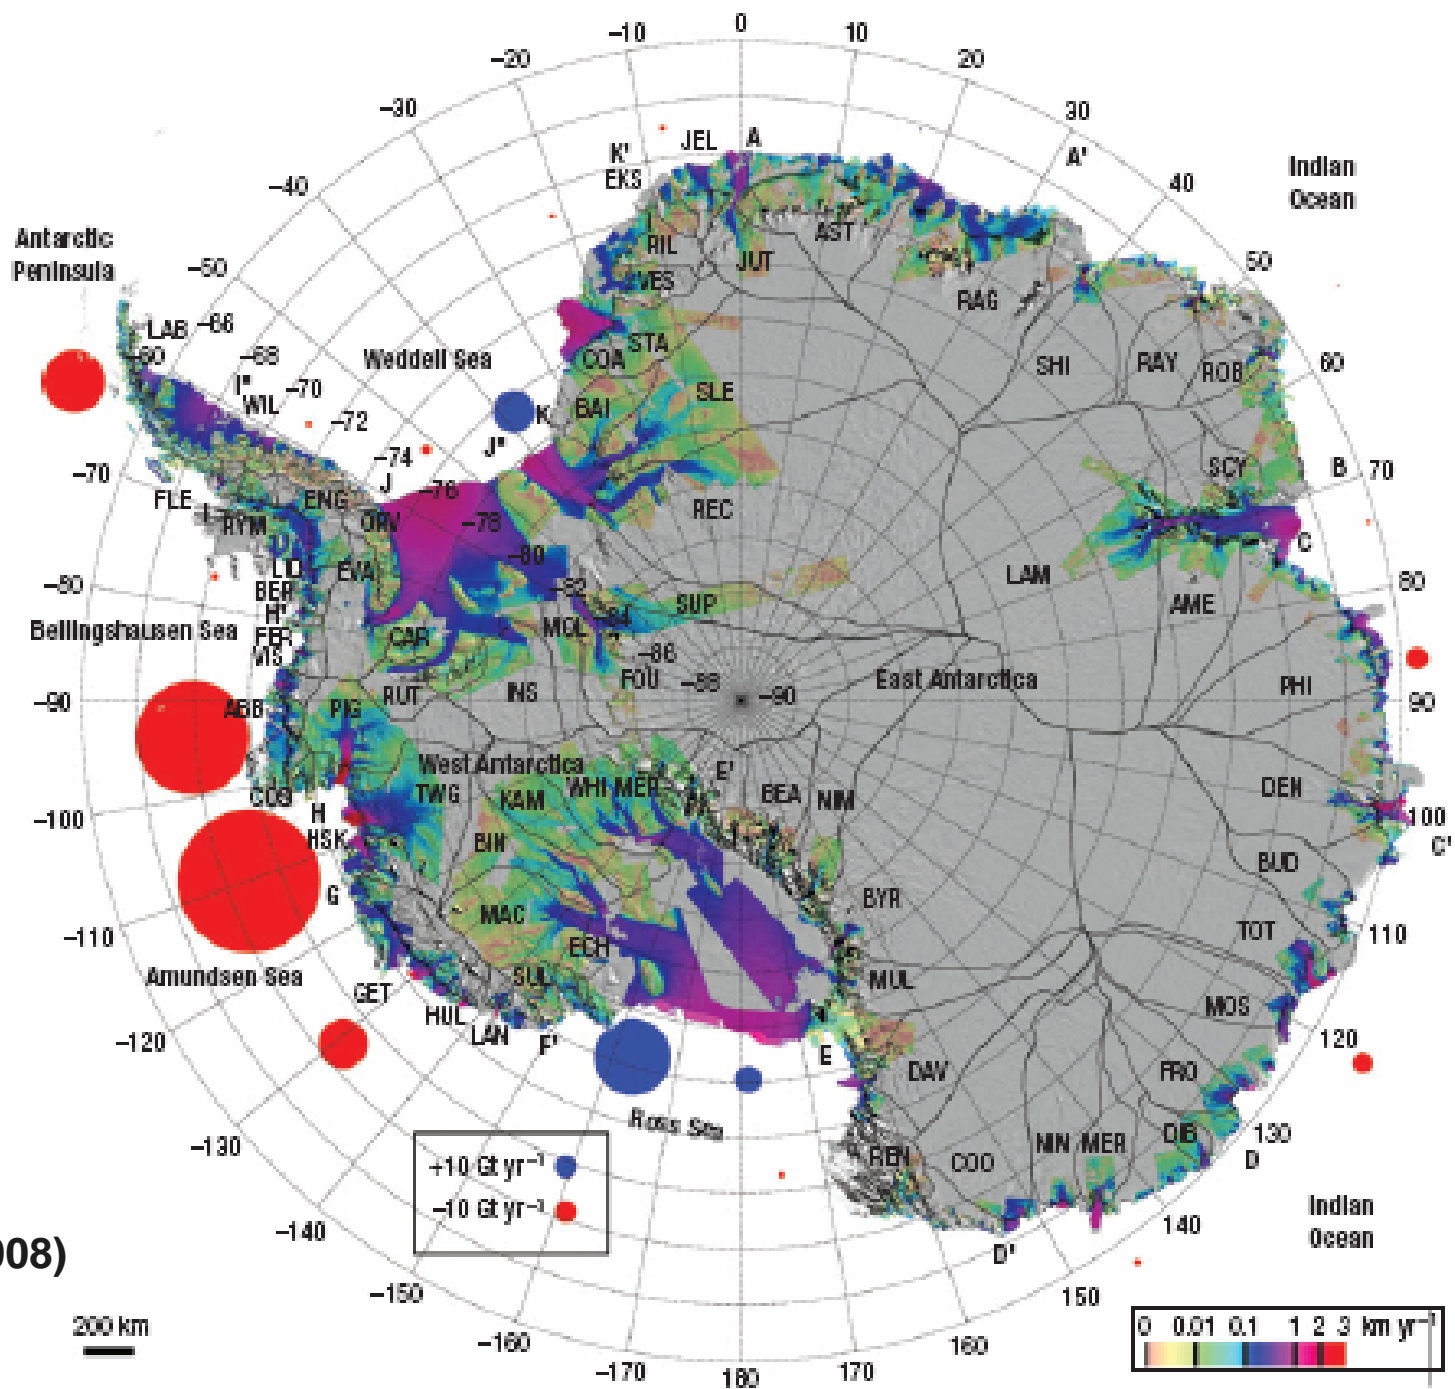 0
−10
10
−20
20
−30
30
−40
40
−50
50
60
70
80
90
100
110
120
130
140
150
160
170
180
−170
−160
−150
−140
−130
−120
−110
−100
−90
−80
−70
−60
−66
−68
−70
−72
−74
−76
−78
−80
−82
−84
−86
−88
−90
Indian
Ocean
Antarctic
Peninsula
Weddell Sea
Bellingshausen Sea
Amundsen Sea
Ross Sea
Indian
Ocean
East Antarctica
West Antarctica
JEL
A
A'
K'
EKS
RIL
VES
JUT
AST
RAG
SHI
RAY
ROB
SCY
B
C
LAM
AME
PHI
DEN
C'
BUD
TOT
MOS
FRO
DIB
D
MER
NIN
D'
COO
REN
DAV
E
MUL
BYR
NIM
BEA
E'
STA
COA
SLE
BAI
K
J"
REC
SUP
MOL
FOU
INS
CAR
RUT
J
ORV
EVA
ENG
LAB
I"
WIL
FLE
I
RYM
LID
BER
H'
FER
VIS
ABB
PIG
COS
H
TWG
HSK
G
KAM
WHI
MER
BIN
MAC
ECH
SUL
GET
HUL
LAN
F'
+10 Gt yr⁻¹
−10 Gt yr⁻¹
008)
200 km
0 0.01 0.1 1 2 3 km yr⁻¹